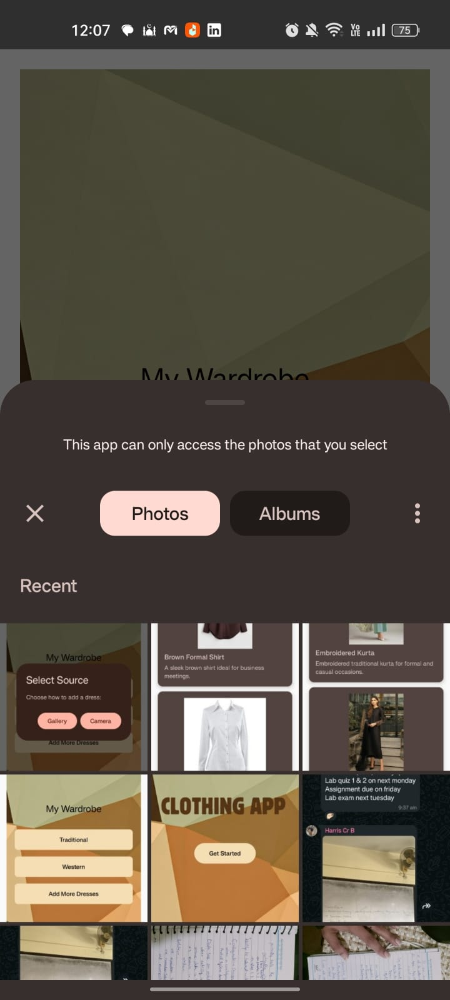 12:07
Vo
LTE
75
My Wardrobe
This app can only access the photos that you select
Photos
Albums
Recent
My Wardrobe
Select Source
Choose how to add a dress:
Gallery
Camera
Add More Dresses
Brown Formal Shirt
A sleek brown shirt ideal for business
meetings.
Embroidered Kurta
Embroidered traditional kurta for formal and
casual occasions.
My Wardrobe
Traditional
Western
Add More Dresses
CLOTHING APP
Get Started
Lab quiz 1 & 2 on next monday
Assignment due on friday
Lab exam next tuesday
9:37 am
Harris Cr B